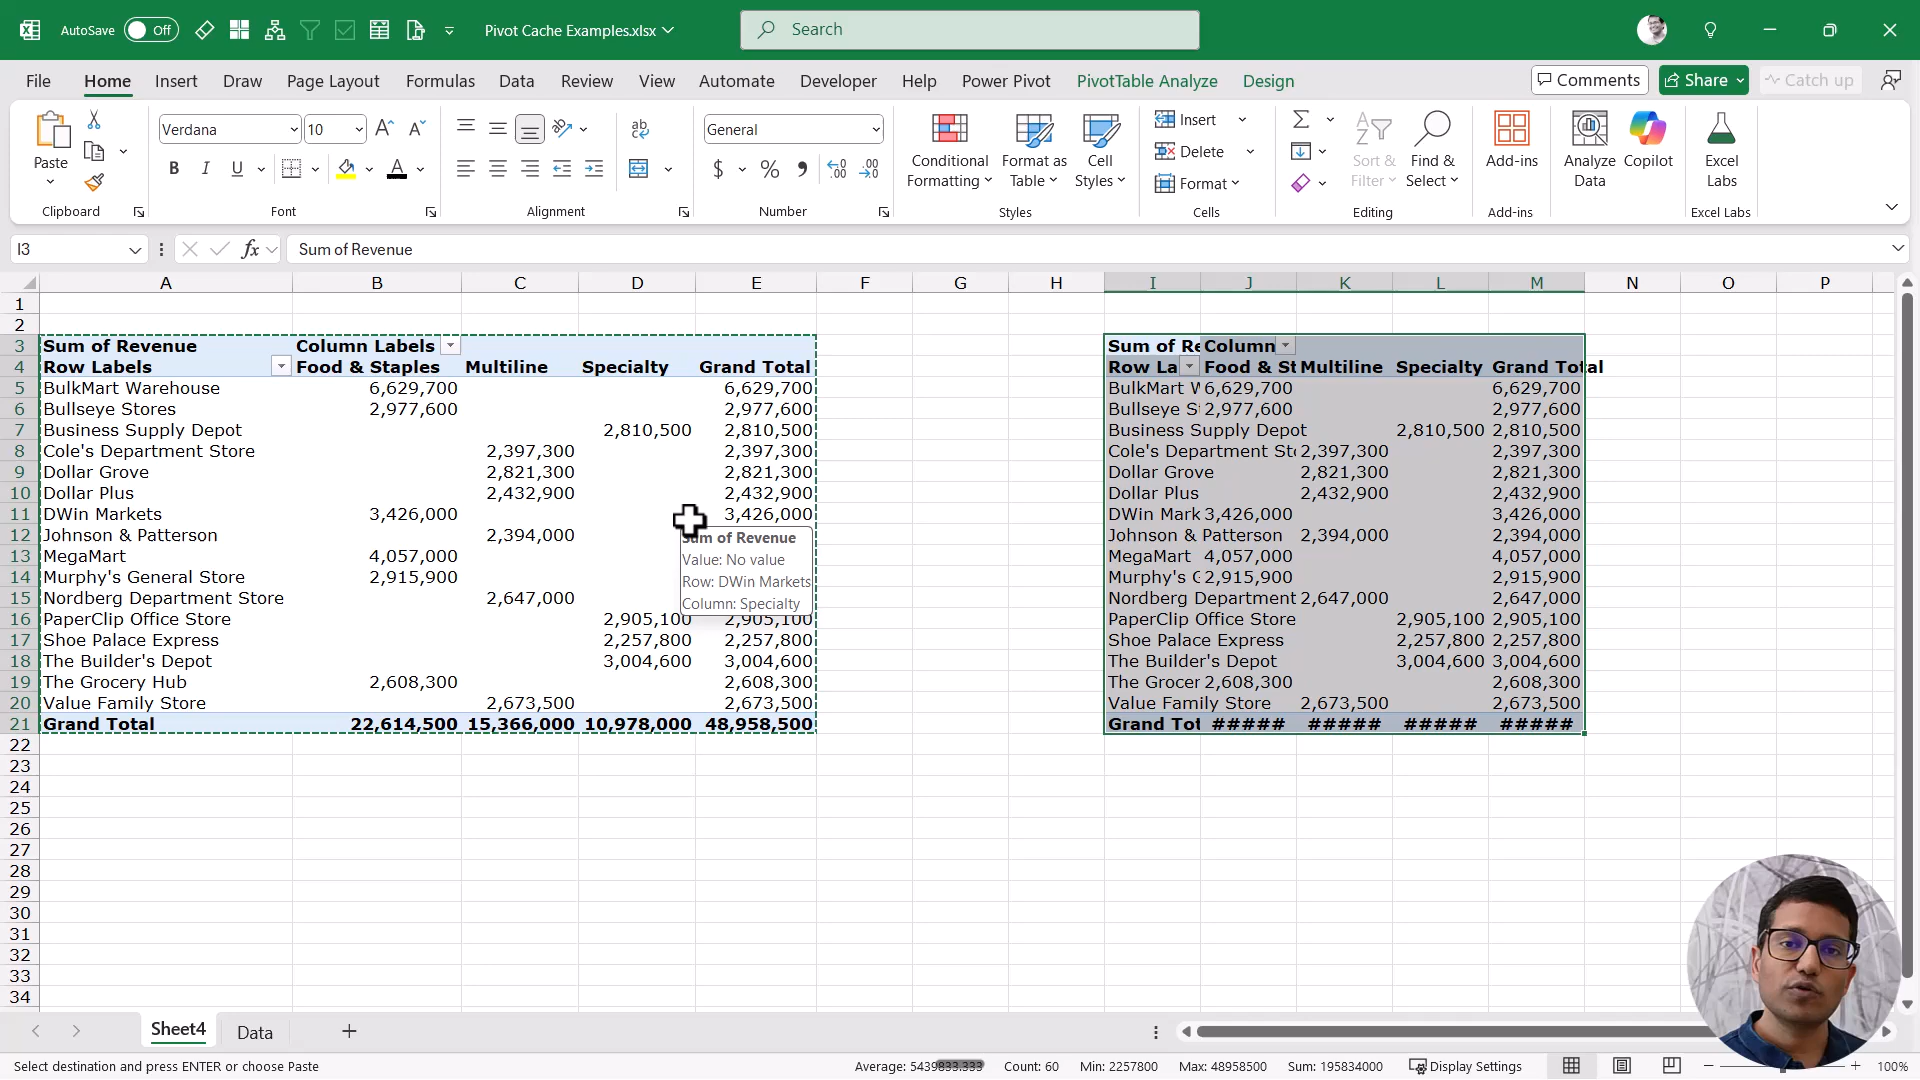 AutoSave Off Pivot Cache Examples.xlsx Search
File Home Insert Draw Page Layout Formulas Data Review View Automate Developer Help Power Pivot PivotTable Analyze Design Comments Share Catch up
Paste
Clipboard
Verdana 10
B I U A
Font
ab
Alignment
General
$ % , .00
Number
Conditional Formatting
Format as Table
Cell Styles
Styles
Insert
Delete
Format
Cells
Sort & Filter
Find & Select
Editing
Add-ins
Add-ins
Analyze Data
Copilot
Excel Labs
Excel Labs
I3 fx Sum of Revenue
A B C D E F G H I J K L M N O P
1
2
3 Sum of Revenue Column Labels Sum of Re Column
4 Row Labels Food & Staples Multiline Specialty Grand Total Row La Food & St Multiline Specialty Grand Total
5 BulkMart Warehouse 6,629,700 6,629,700 BulkMart W 6,629,700 6,629,700
6 Bullseye Stores 2,977,600 2,977,600 Bullseye S 2,977,600 2,977,600
7 Business Supply Depot 2,810,500 2,810,500 Business Supply Depot 2,810,500 2,810,500
8 Cole's Department Store 2,397,300 2,397,300 Cole's Department Sto 2,397,300 2,397,300
9 Dollar Grove 2,821,300 2,821,300 Dollar Grove 2,821,300 2,821,300
10 Dollar Plus 2,432,900 2,432,900 Dollar Plus 2,432,900 2,432,900
11 DWin Markets 3,426,000 3,426,000 DWin Mark 3,426,000 3,426,000
12 Johnson & Patterson 2,394,000 Johnson & Patterson 2,394,000 2,394,000
13 MegaMart 4,057,000 MegaMart 4,057,000 4,057,000
14 Murphy's General Store 2,915,900 Murphy's G 2,915,900 2,915,900
15 Nordberg Department Store 2,647,000 Nordberg Department 2,647,000 2,647,000
Sum of Revenue
Value: No value
Row: DWin Markets
Column: Specialty
16 PaperClip Office Store 2,905,100 2,905,100 PaperClip Office Store 2,905,100 2,905,100
17 Shoe Palace Express 2,257,800 2,257,800 Shoe Palace Express 2,257,800 2,257,800
18 The Builder's Depot 3,004,600 3,004,600 The Builder's Depot 3,004,600 3,004,600
19 The Grocery Hub 2,608,300 2,608,300 The Grocer 2,608,300 2,608,300
20 Value Family Store 2,673,500 2,673,500 Value Family Store 2,673,500 2,673,500
21 Grand Total 22,614,500 15,366,000 10,978,000 48,958,500 Grand Tot ##### ##### ##### #####
22
23
24
25
26
27
28
29
30
31
32
33
34
Sheet4 Data
Select destination and press ENTER or choose Paste Average: 5439833.333 Count: 60 Min: 2257800 Max: 48958500 Sum: 195834000 Display Settings 100%